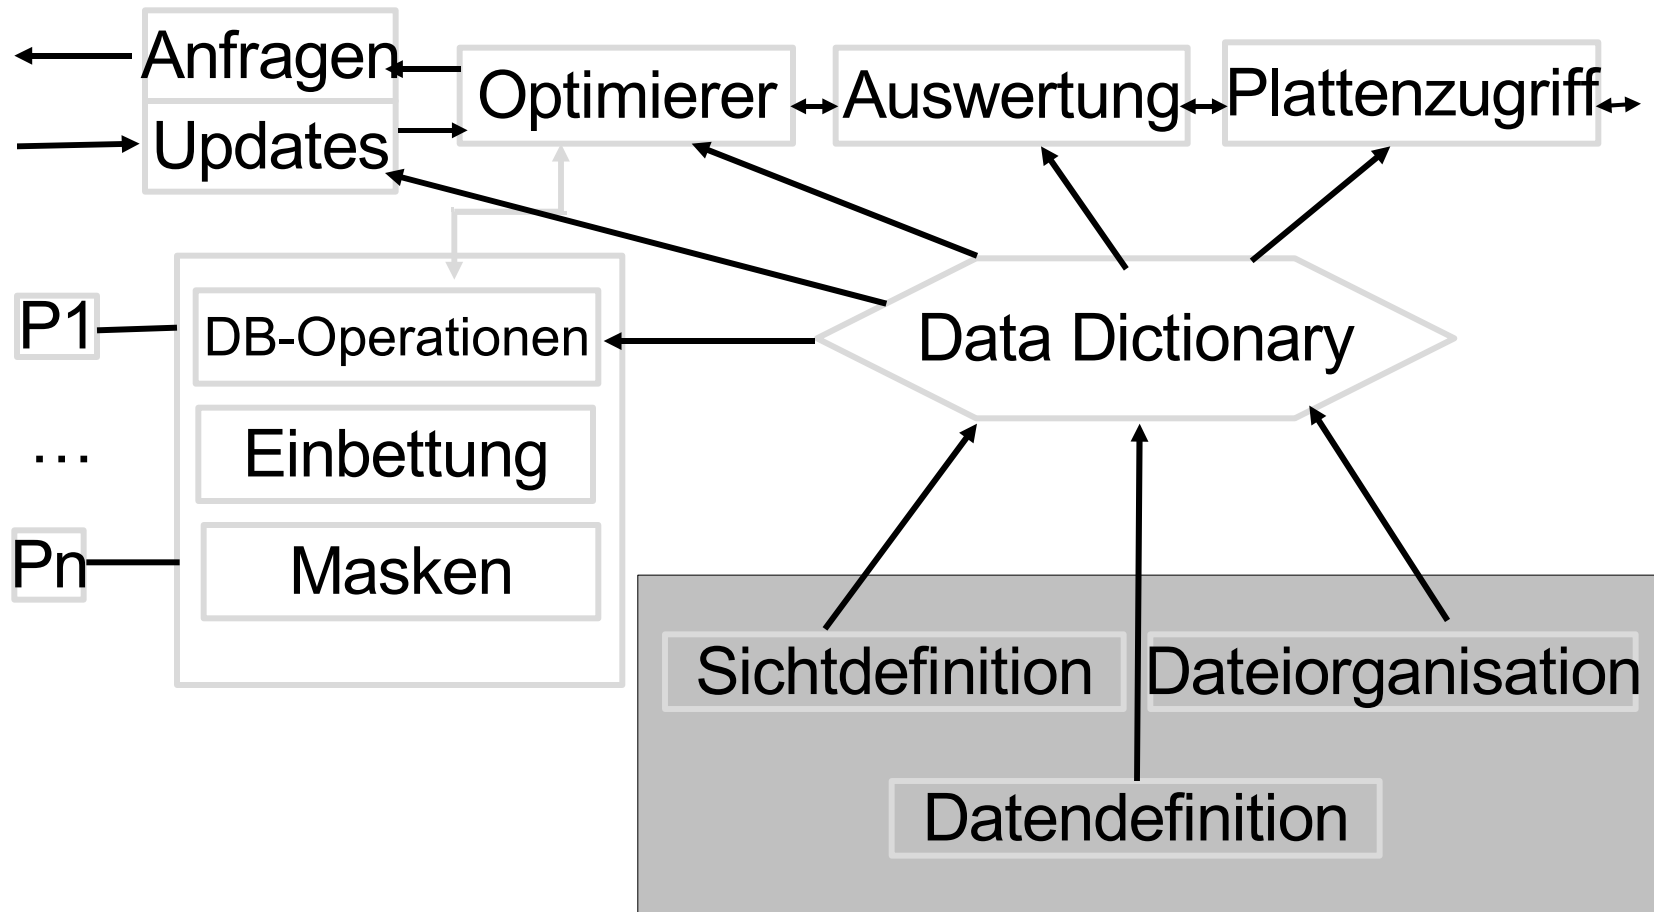 Anfragen
Optimierer
Auswertung
Plattenzugriff
Updates
P1
DB-Operationen
Data Dictionary
…
Einbettung
Pn
Masken
Sichtdefinition
Dateiorganisation
Datendefinition